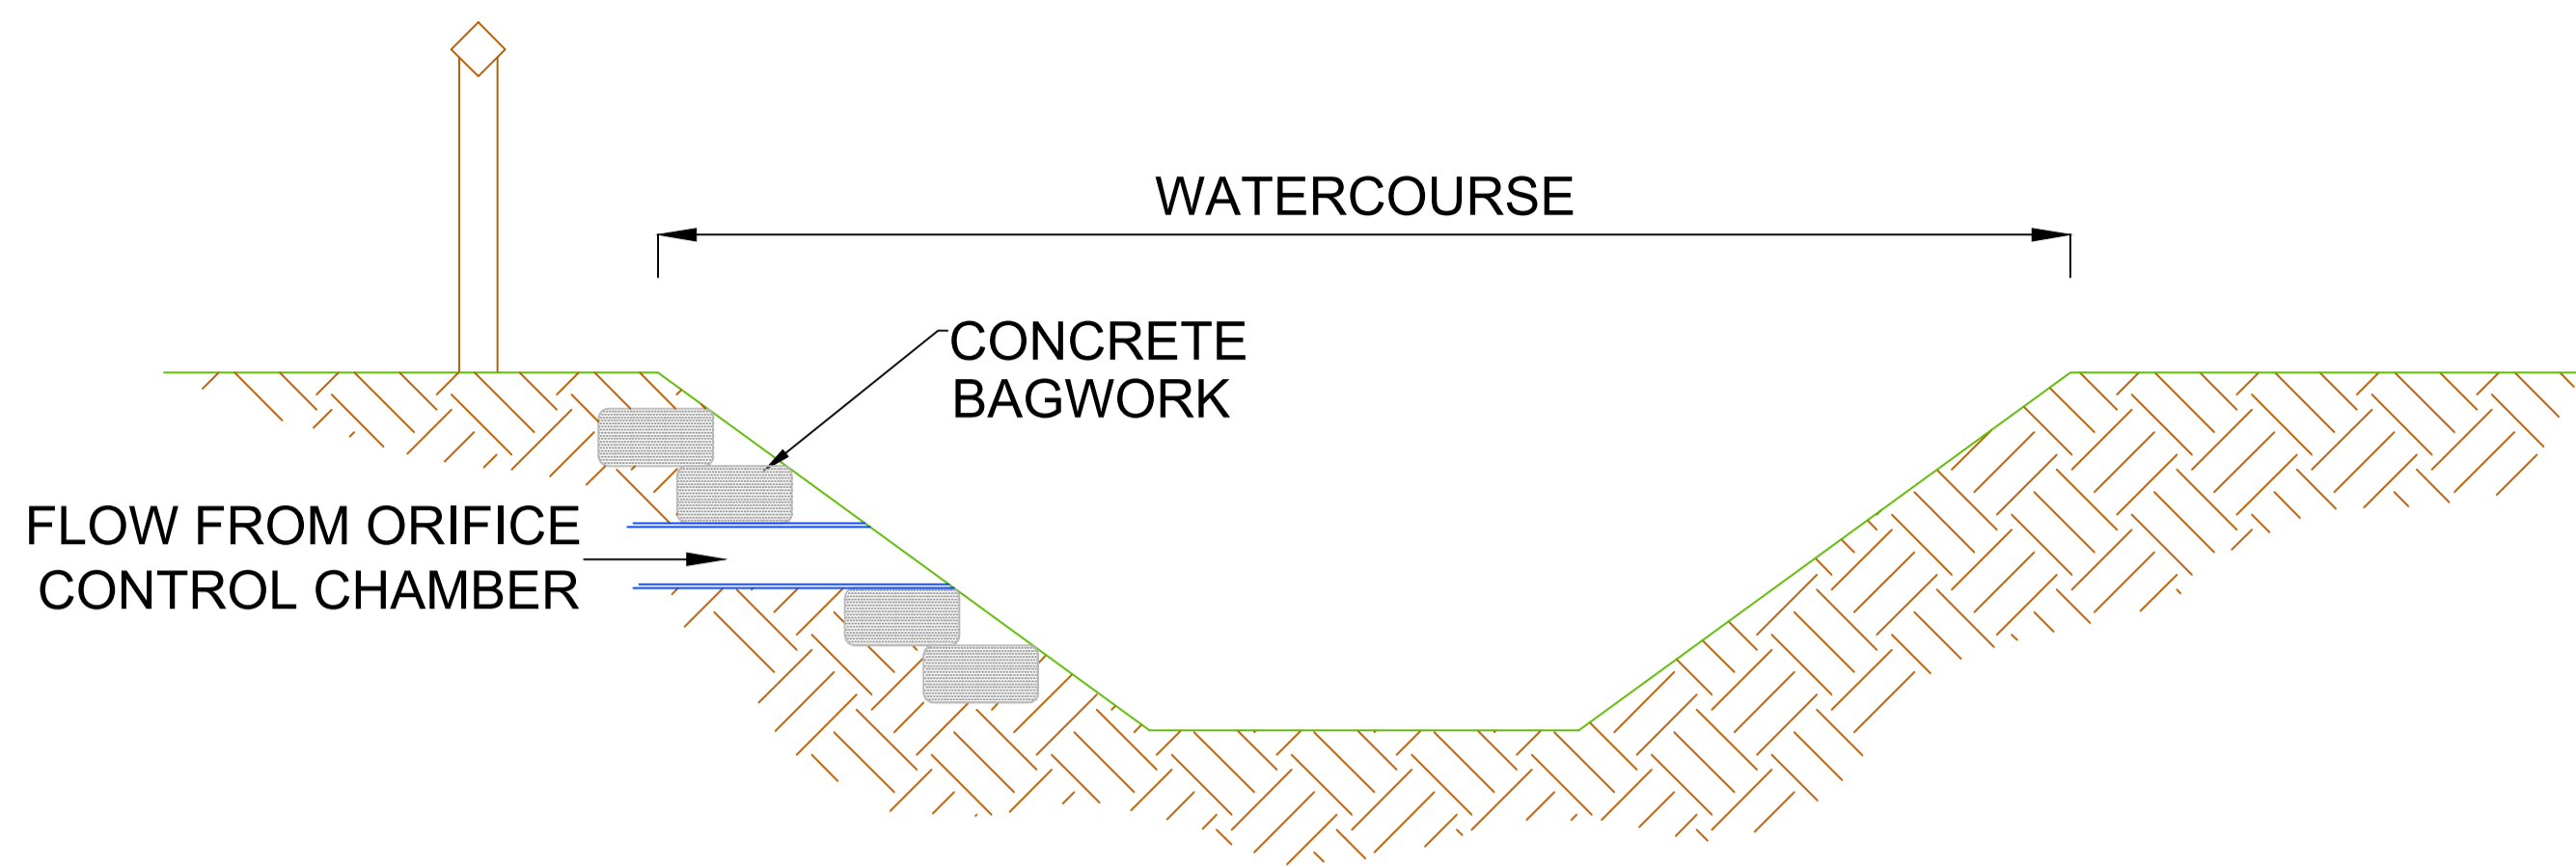 WATERCOURSE
CONCRETE
BAGWORK
FLOW FROM ORIFICE
CONTROL CHAMBER